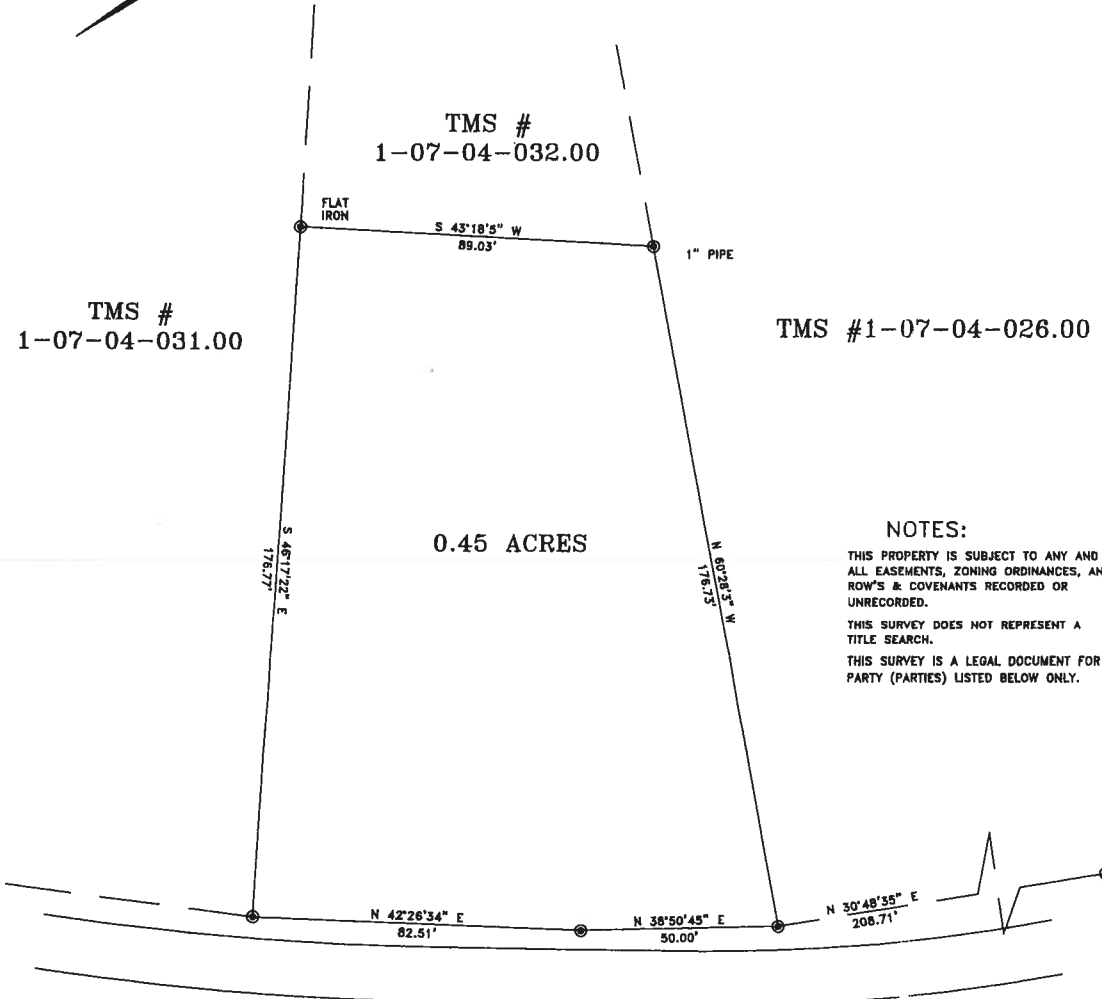 TMS #
1-07-04-032.00
FLAT
IRON
S 43°18'5" W
89.03'
1" PIPE
TMS #
1-07-04-031.00
TMS #1-07-04-026.00
0.45 ACRES
S 46°17'22" E
176.77'
N 60°28'3" W
176.73'
NOTES:
THIS PROPERTY IS SUBJECT TO ANY AND
ALL EASEMENTS, ZONING ORDINANCES, AN
ROW'S & COVENANTS RECORDED OR
UNRECORDED.
THIS SURVEY DOES NOT REPRESENT A
TITLE SEARCH.
THIS SURVEY IS A LEGAL DOCUMENT FOR
PARTY (PARTIES) LISTED BELOW ONLY.
N 42°26'34" E
82.51'
N 38°50'45" E
50.00'
N 30°48'35" E
208.71'